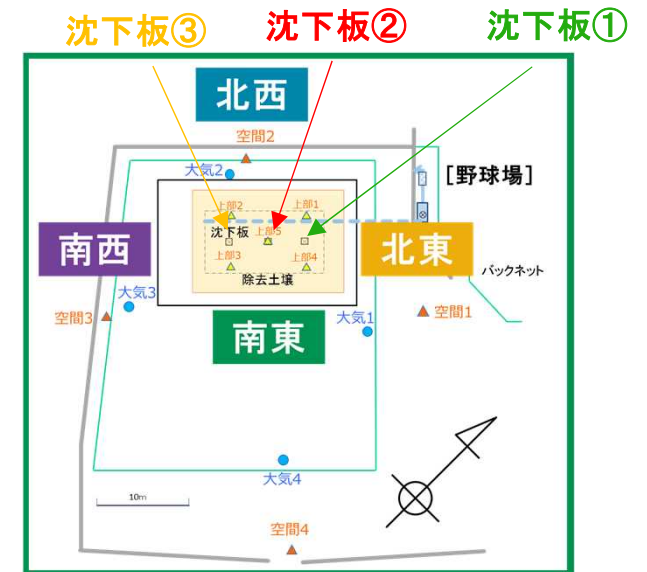 沈下板③
沈下板②
沈下板①
北西
空間2
大気2
[野球場]
上部2
上部1
南西
沈下板
上部5
北東
上部3
上部4
除去土壌
バックネット
大気3
空間3
南東
大気1
空間1
大気4
10m
空間4